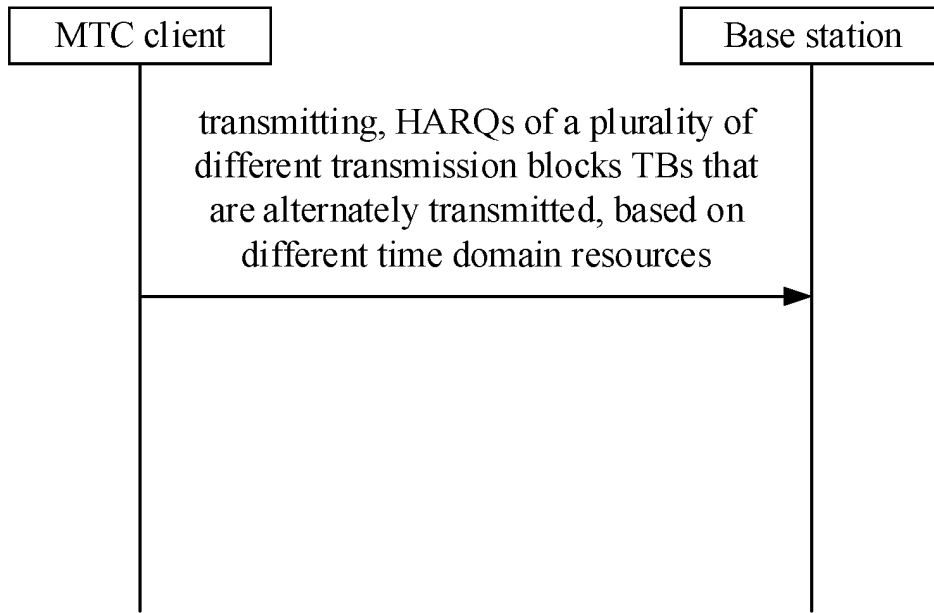 MTC client
Base station
transmitting, HARQs of a plurality of
different transmission blocks TBs that
are alternately transmitted, based on
different time domain resources